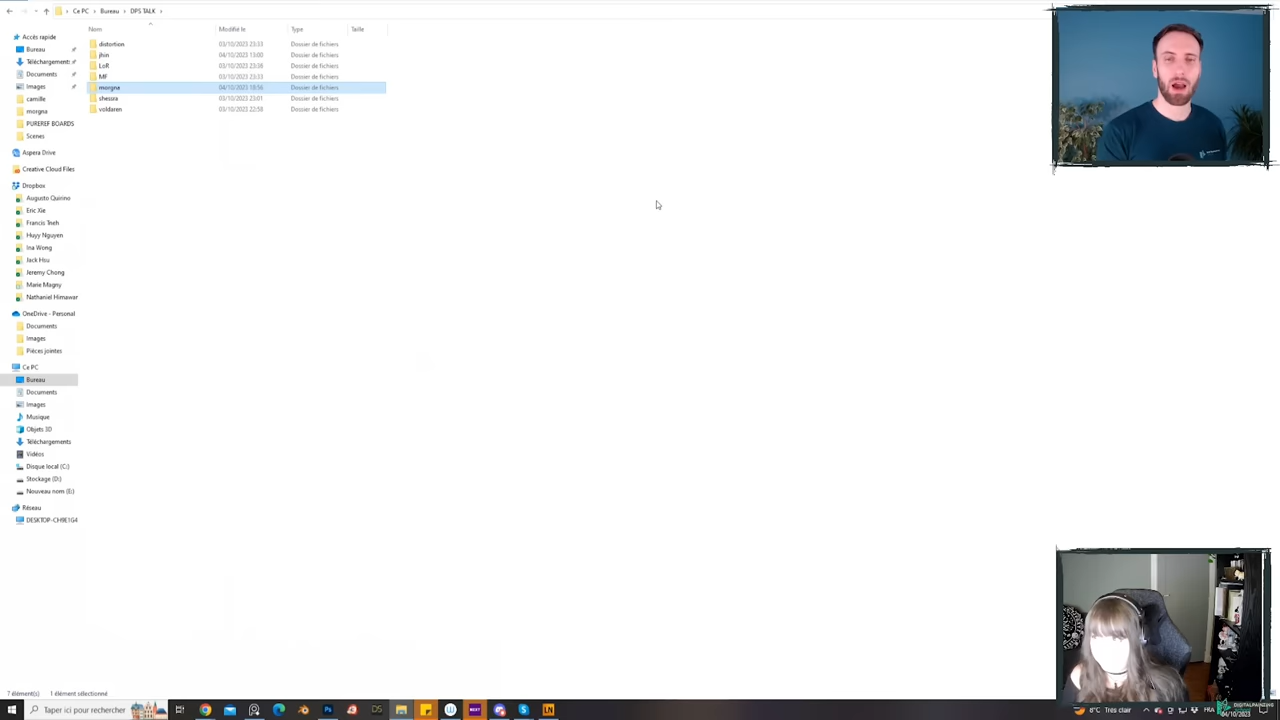 Ce PC › Bureau › DPS TALK ›
Nom Modifié le Type Taille
Accès rapide
Bureau
Téléchargements
Documents
Images
camille
morgna
PUREREF BOARDS
Scenes
Aspera Drive
Creative Cloud Files
Dropbox
Augusto Quirino
Eric Xie
Francis Tneh
Huyy Nguyen
Ina Wong
Jack Hsu
Jeremy Chong
Marie Magny
Nathaniel Himawar
OneDrive - Personal
Documents
Images
Pièces jointes
Ce PC
Bureau
Documents
Images
Musique
Objets 3D
Téléchargements
Vidéos
Disque local (C:)
Stockage (D:)
Nouveau nom (E:)
Réseau
DESKTOP-CH9E1G4
distortion 03/10/2023 23:33 Dossier de fichiers
jhin 04/10/2023 13:00 Dossier de fichiers
LoR 03/10/2023 23:38 Dossier de fichiers
MF 03/10/2023 23:33 Dossier de fichiers
morgna 04/10/2023 18:56 Dossier de fichiers
shessra 03/10/2023 23:01 Dossier de fichiers
voldaren 03/10/2023 22:58 Dossier de fichiers
7 élément(s) 1 élément sélectionné
Taper ici pour rechercher
8°C Très clair
FRA
04/10/2023
DIGITALPAINTING